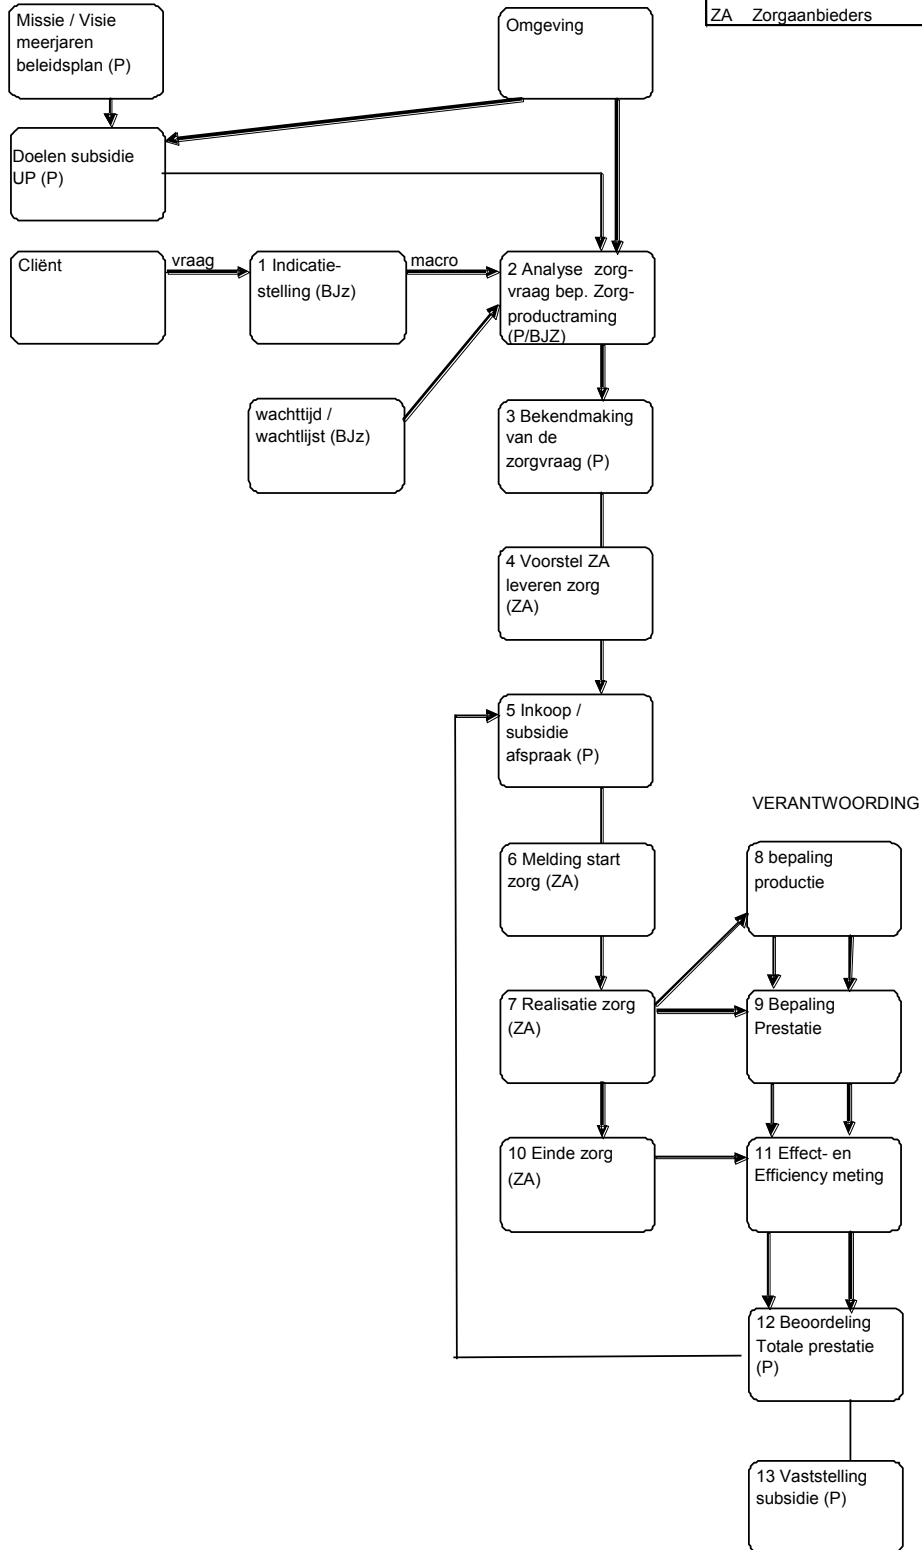 Missie / Visie
meerjaren
beleidsplan (P)
Omgeving
ZA Zorgaanbieders
Doelen subsidie
UP (P)
Cliënt
vraag
1 Indicatie-
stelling (BJz)
macro
2 Analyse zorg-
vraag bep. Zorg-
productraming
(P/BJZ)
wachttijd /
wachtlijst (BJz)
3 Bekendmaking
van de
zorgvraag (P)
4 Voorstel ZA
leveren zorg
(ZA)
5 Inkoop /
subsidie
afspraak (P)
VERANTWOORDING
6 Melding start
zorg (ZA)
8 bepaling
productie
7 Realisatie zorg
(ZA)
9 Bepaling
Prestatie
10 Einde zorg
(ZA)
11 Effect- en
Efficiency meting
12 Beoordeling
Totale prestatie
(P)
13 Vaststelling
subsidie (P)